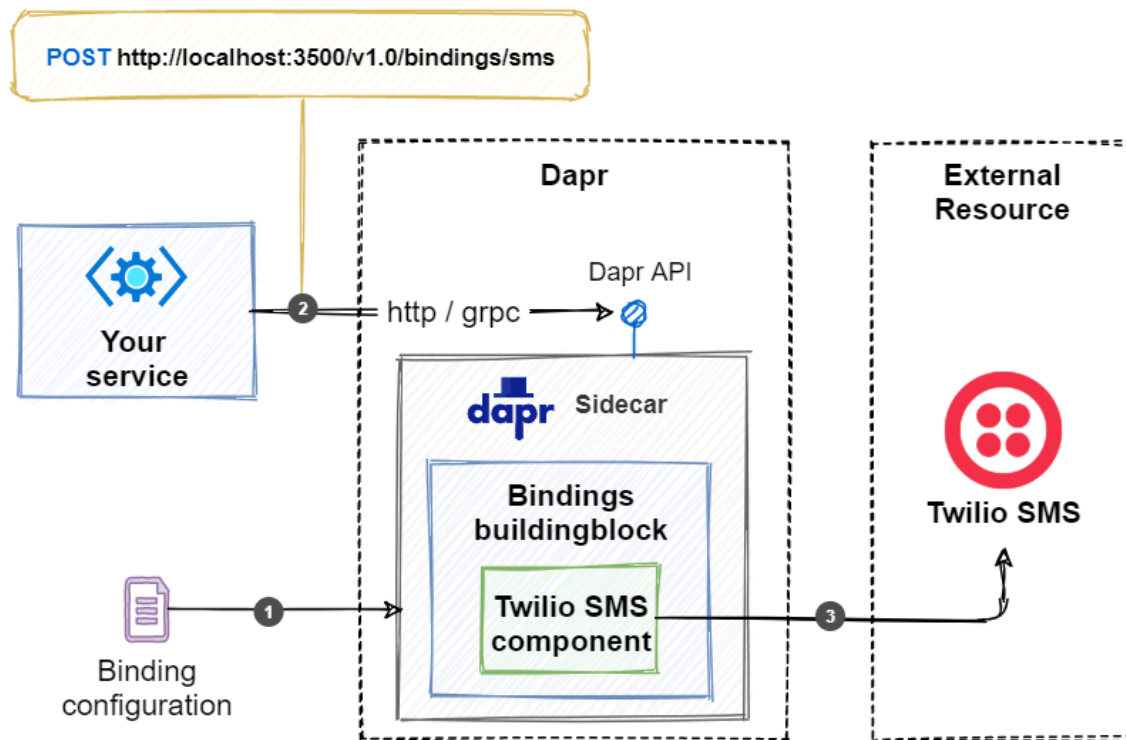 POST http://localhost:3500/v1.0/bindings/sms
Dapr
External
Resource
Dapr API
2
http / grpc
Your
service
dapr
Sidecar
Bindings
buildingblock
Twilio SMS
1
Twilio SMS
component
3
Binding
configuration